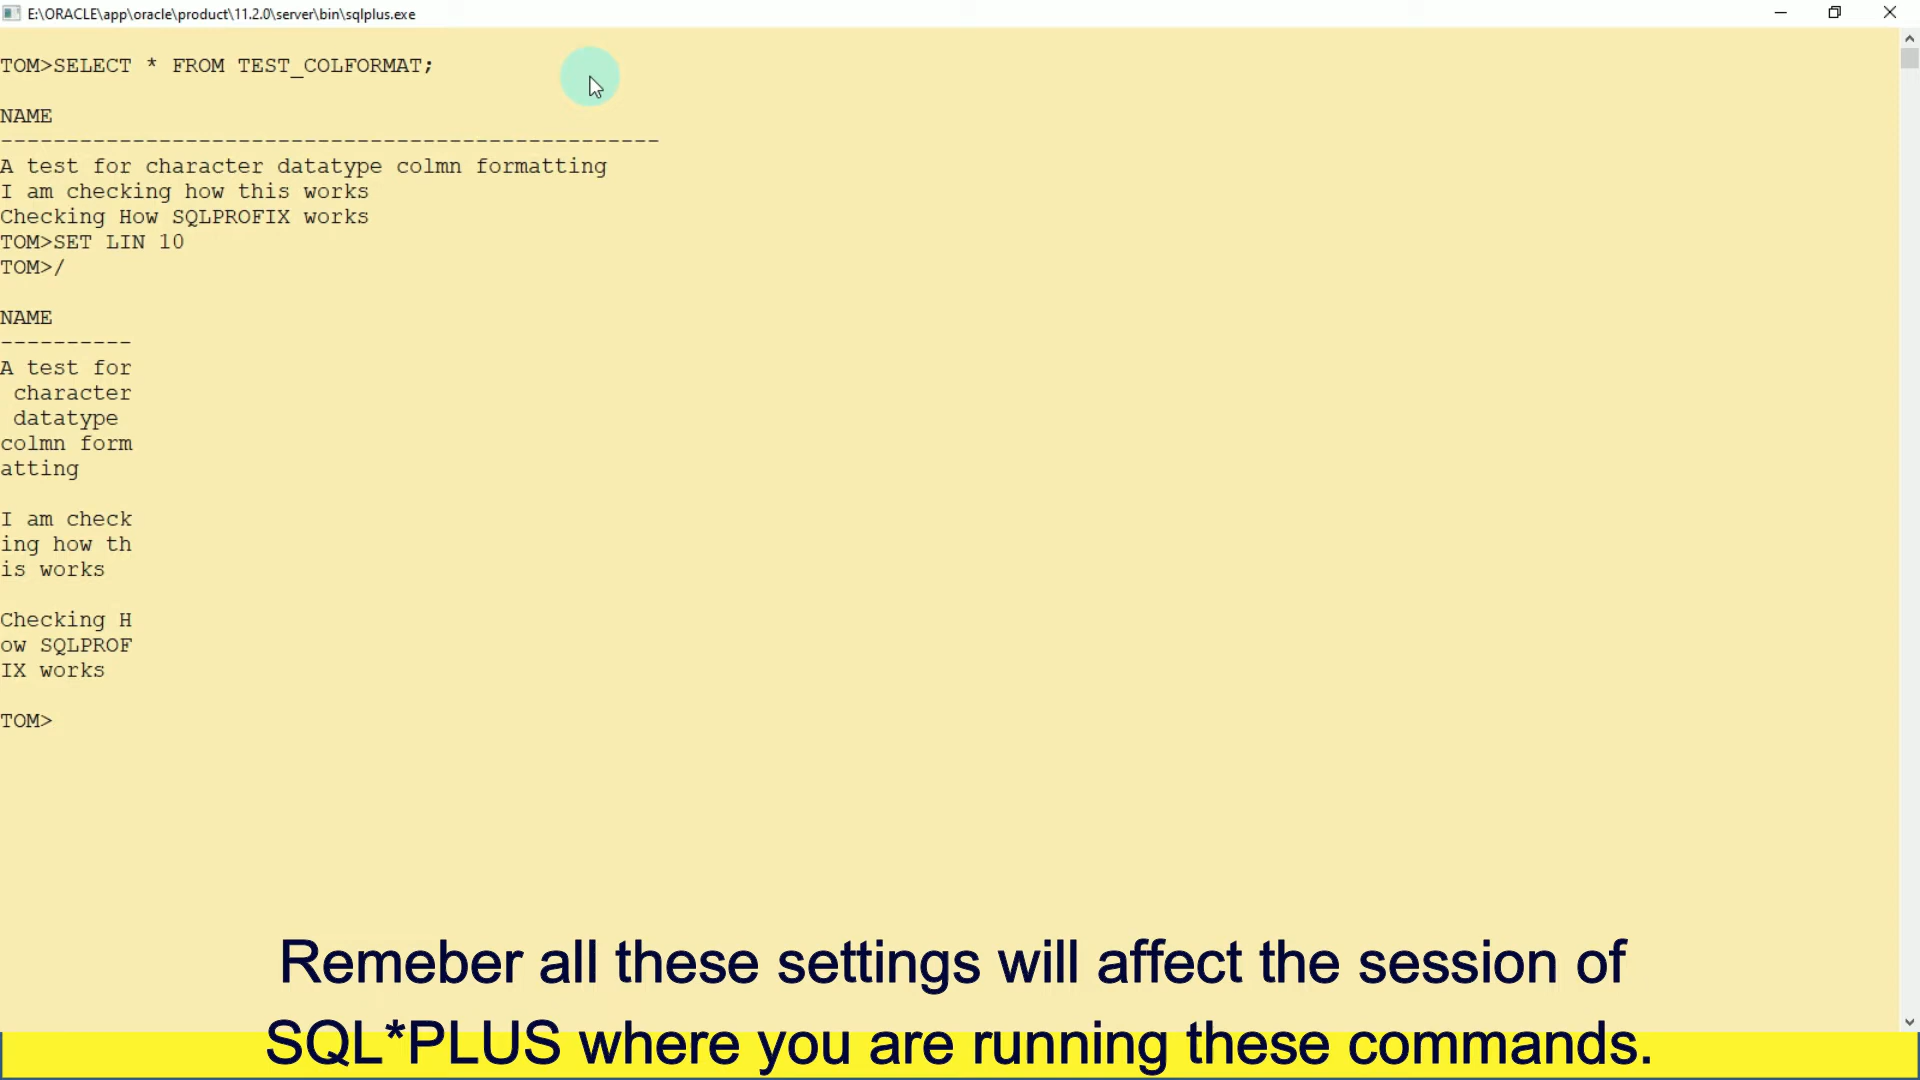 E:\ORACLE\app\oracle\product\11.2.0\server\bin\sqlplus.exe
TOM>SELECT * FROM TEST_COLFORMAT;
NAME
--------------------------------------------------
A test for character datatype colmn formatting
I am checking how this works
Checking How SQLPROFIX works
TOM>SET LIN 10
TOM>/
NAME
----------
A test for
 character
 datatype
colmn form
atting
I am check
ing how th
is works
Checking H
ow SQLPROF
IX works
TOM>
Remeber all these settings will affect the session of
SQL*PLUS where you are running these commands.